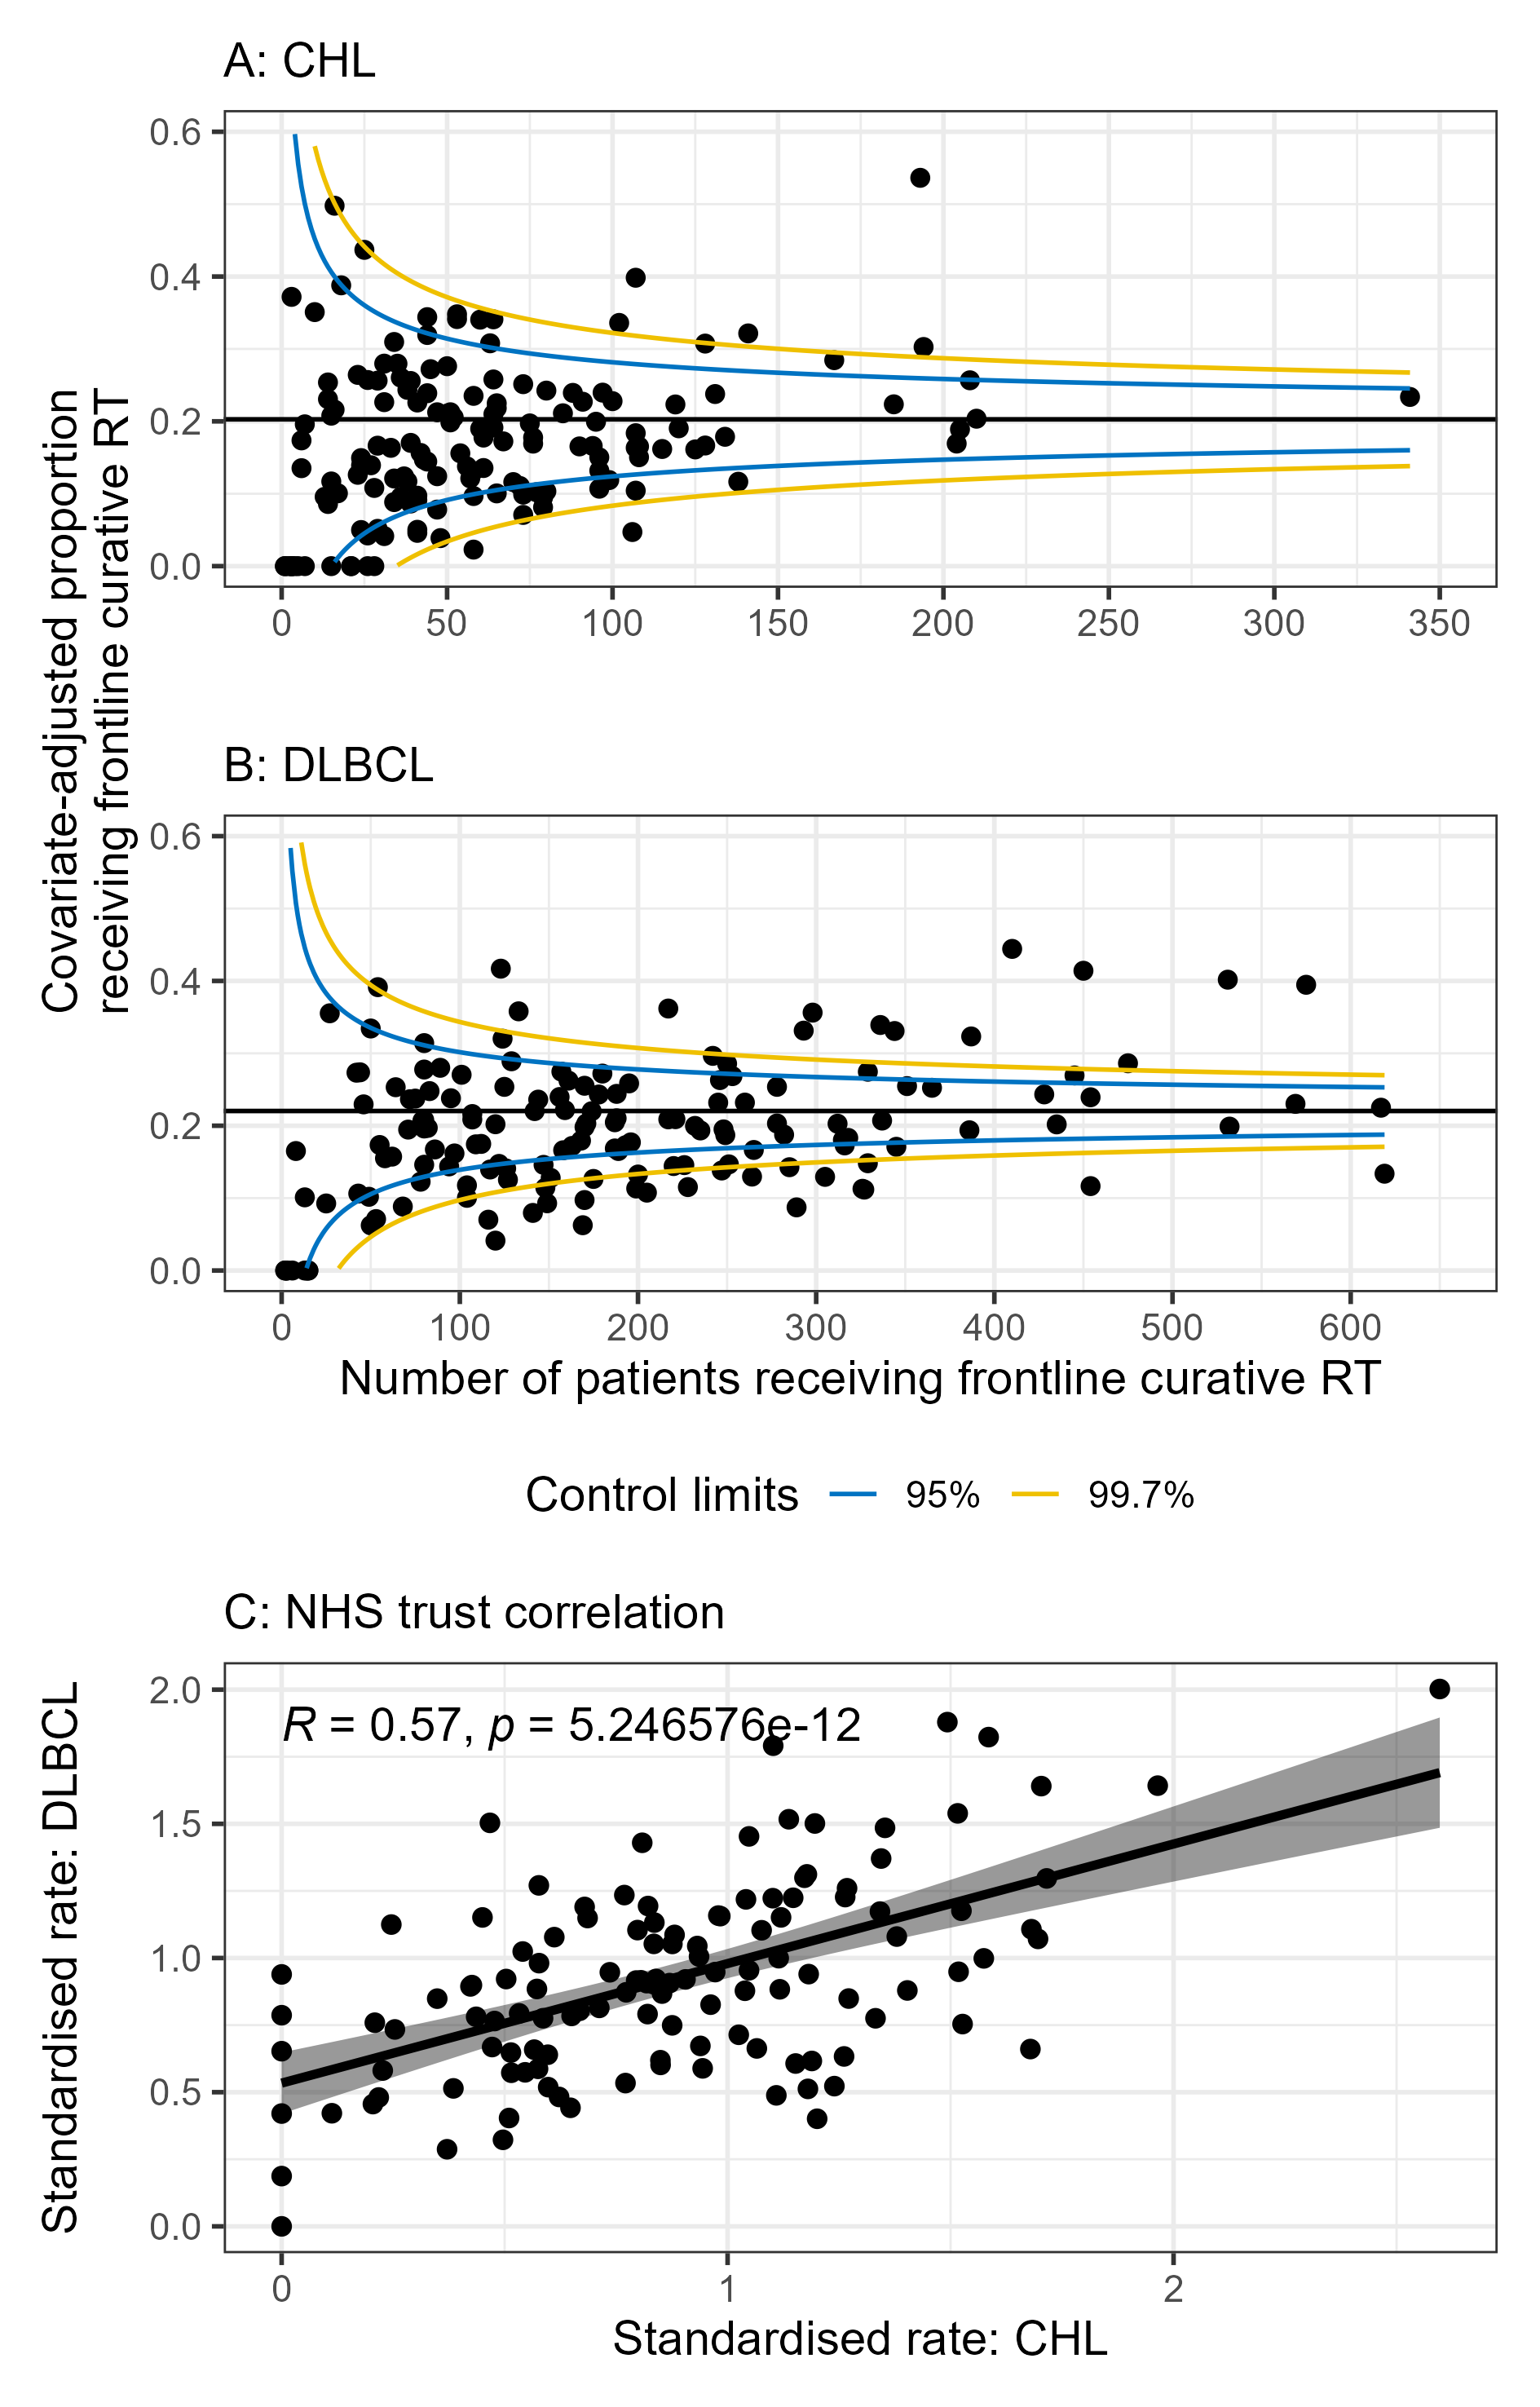 A: CHL
0.6
0.4
0.2
0.0
0 50 100 150 200 250 300 350
Covariate-adjusted proportion
receiving frontline curative RT
B: DLBCL
0.6
0.4
0.2
0.0
0 100 200 300 400 500 600
Number of patients receiving frontline curative RT
Control limits 95% 99.7%
C: NHS trust correlation
R = 0.57, p = 5.246576e-12
Standardised rate: DLBCL
2.0
1.5
1.0
0.5
0.0
0 1 2
Standardised rate: CHL